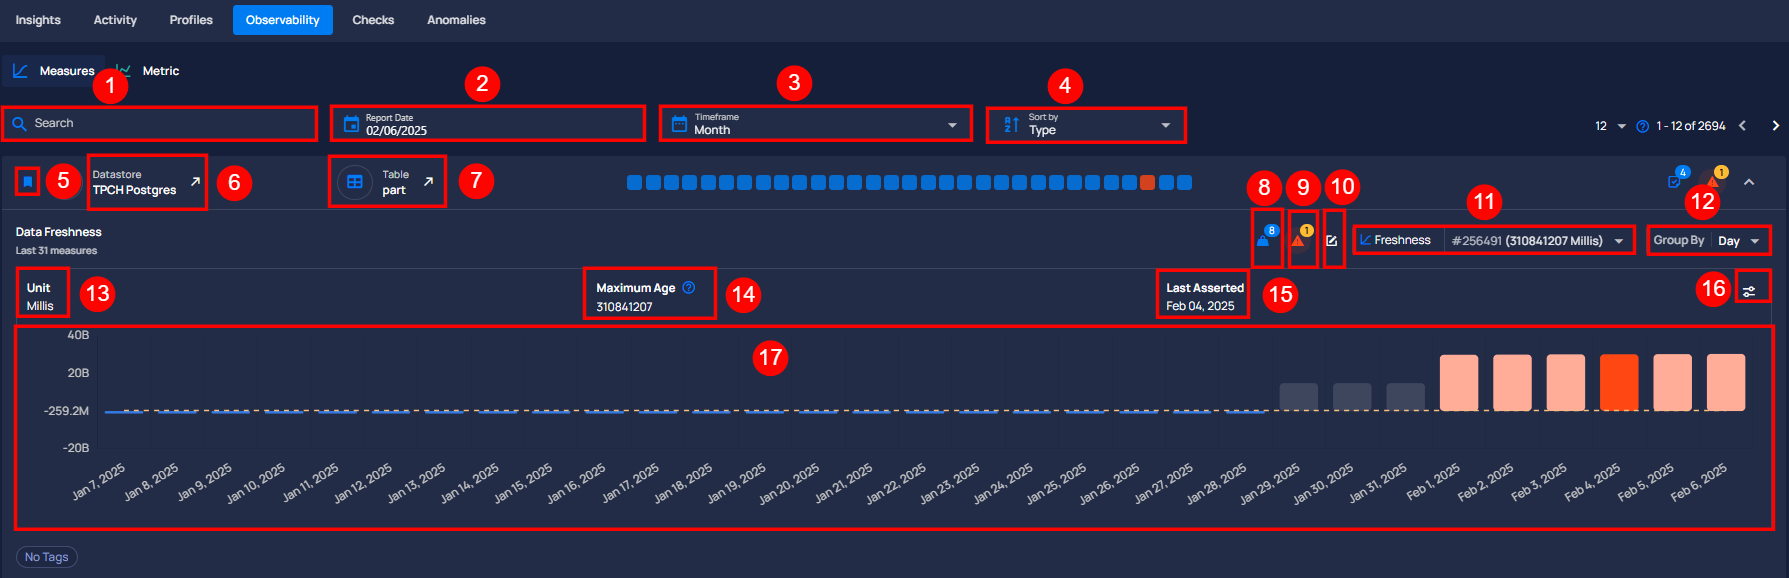 Insights Activity Profiles Observability Checks Anomalies
Measures Metric
1 2 3 4
Search
Report Date
02/06/2025
Timeframe
Month
Sort by
Type
12 1 - 12 of 2694
5
Datastore
TPCH Postgres
6
Table
part
7
4 1
8 9 10 11 12
Data Freshness
Last 31 measures
8 1
Freshness #256491 (310841207 Millis)
Group By Day
Unit
Millis
13
Maximum Age
310841207
14
Last Asserted
Feb 04, 2025
15
16
17
40B
20B
-259.2M
-20B
Jan 7, 2025
Jan 8, 2025
Jan 9, 2025
Jan 10, 2025
Jan 11, 2025
Jan 12, 2025
Jan 13, 2025
Jan 14, 2025
Jan 15, 2025
Jan 16, 2025
Jan 17, 2025
Jan 18, 2025
Jan 19, 2025
Jan 20, 2025
Jan 21, 2025
Jan 22, 2025
Jan 23, 2025
Jan 24, 2025
Jan 25, 2025
Jan 26, 2025
Jan 27, 2025
Jan 28, 2025
Jan 29, 2025
Jan 30, 2025
Jan 31, 2025
Feb 1, 2025
Feb 2, 2025
Feb 3, 2025
Feb 4, 2025
Feb 5, 2025
Feb 6, 2025
No Tags